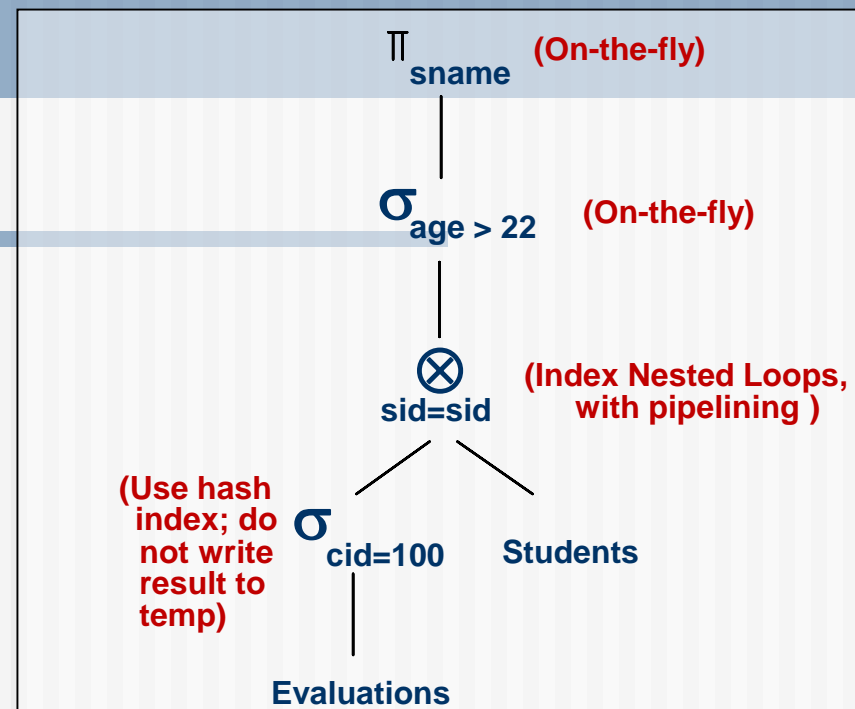 π sname (On-the-fly)
σ age > 22 (On-the-fly)
⊗
sid=sid
(Index Nested Loops,
with pipelining )
(Use hash
index; do
not write
result to
temp)
σ cid=100
Students
Evaluations